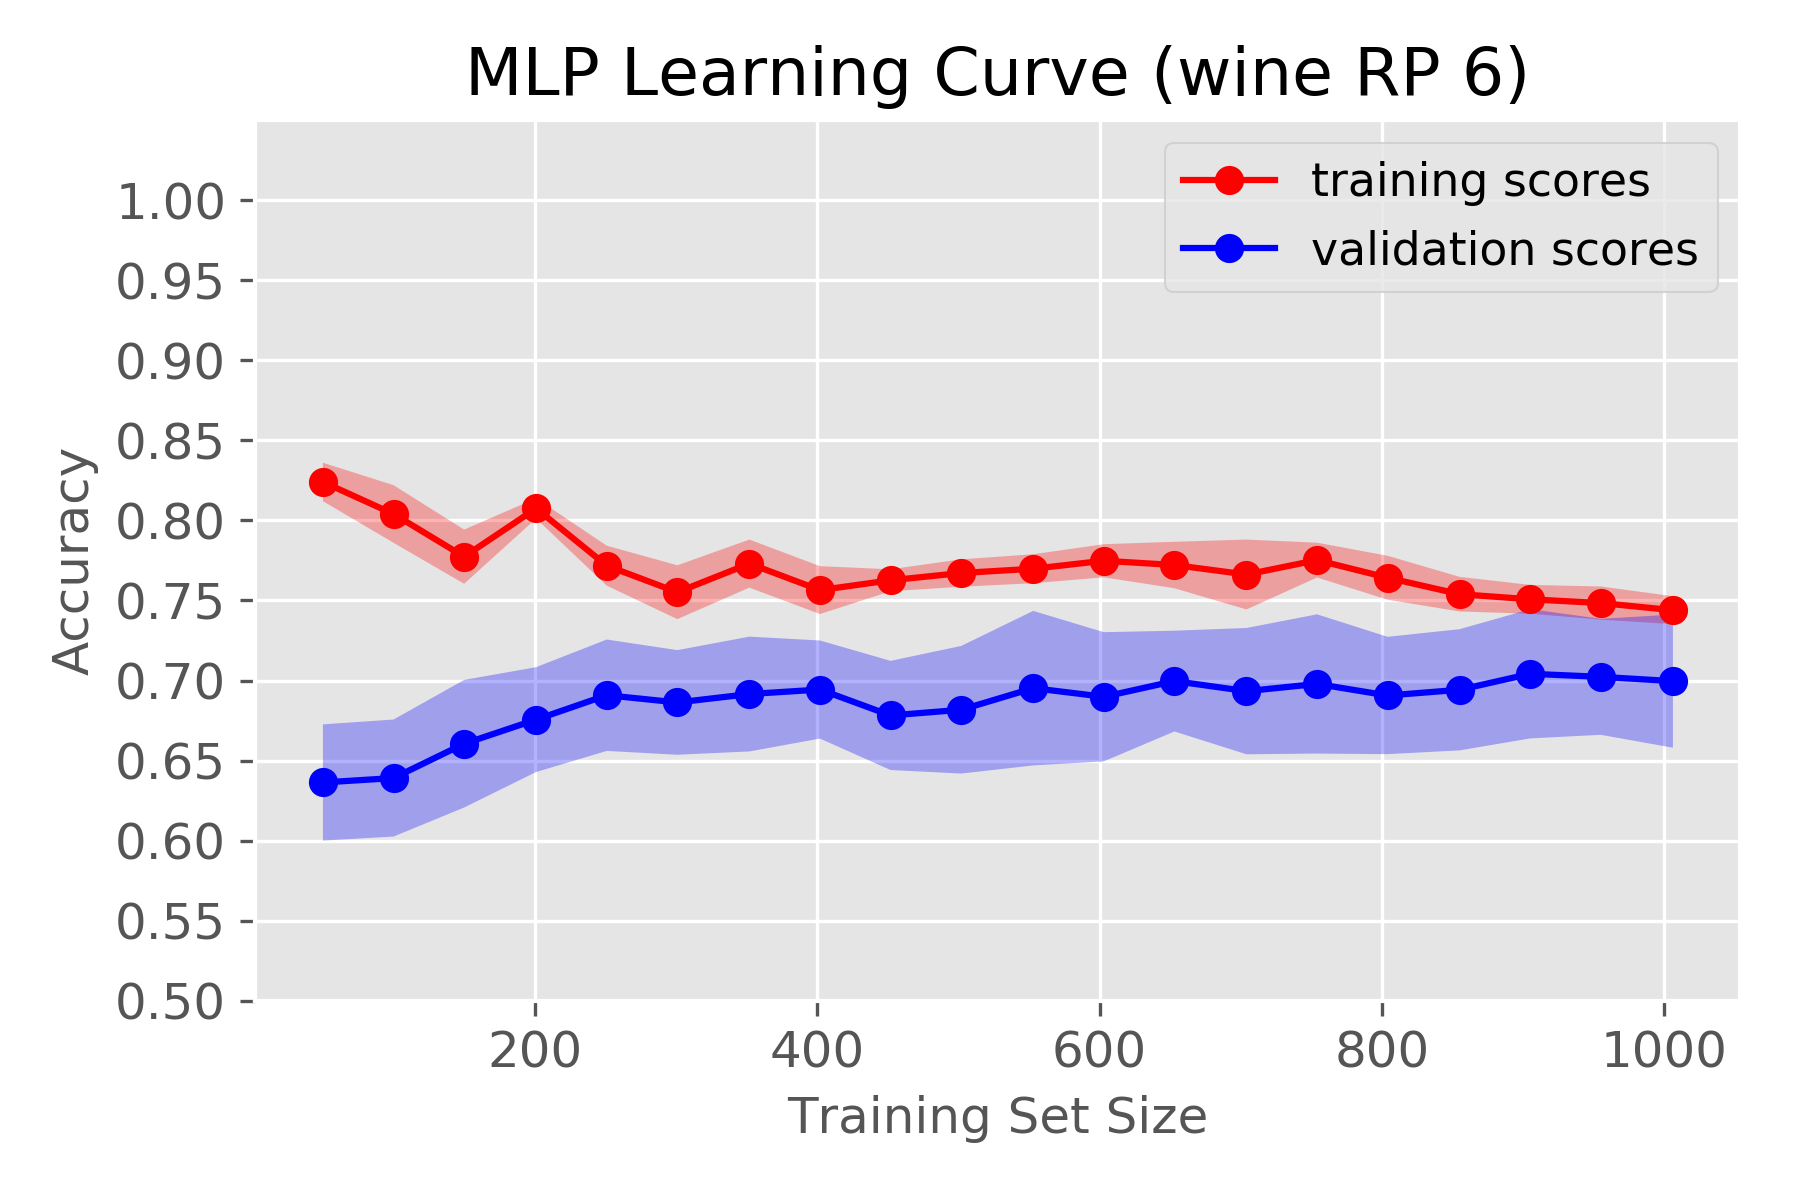 MLP Learning Curve (wine RP 6)
training scores
validation scores
1.00
0.95
0.90
0.85
0.80
0.75
0.70
0.65
0.60
0.55
0.50
Accuracy
200 400 600 800 1000
Training Set Size